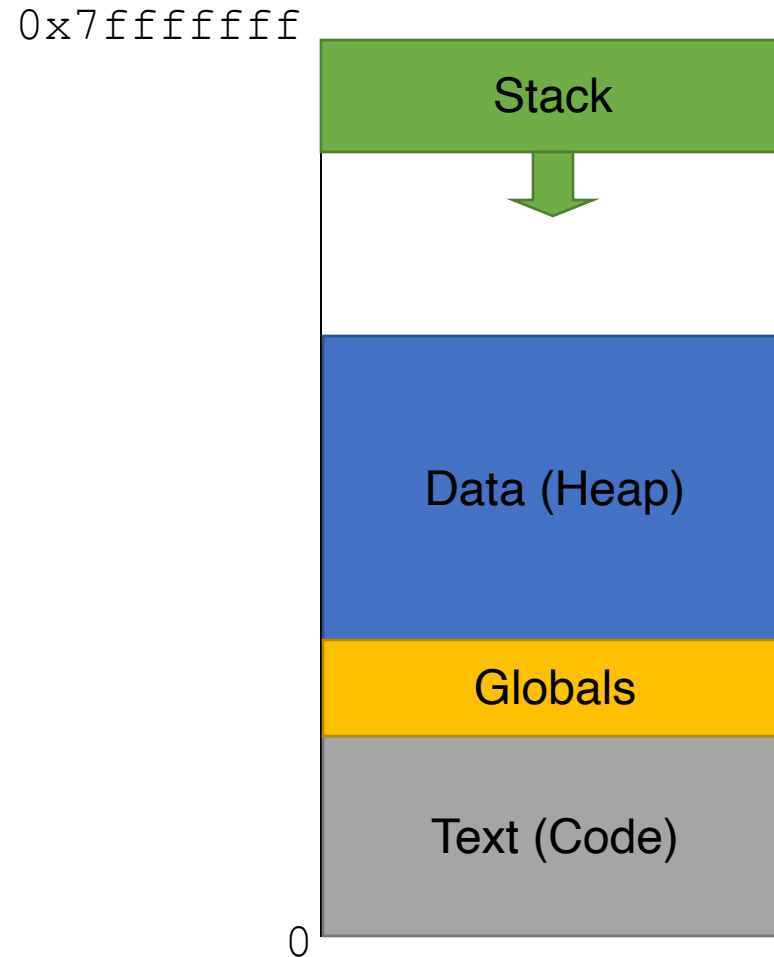 0x7fffffff
Stack
Data (Heap)
Globals
Text (Code)
0